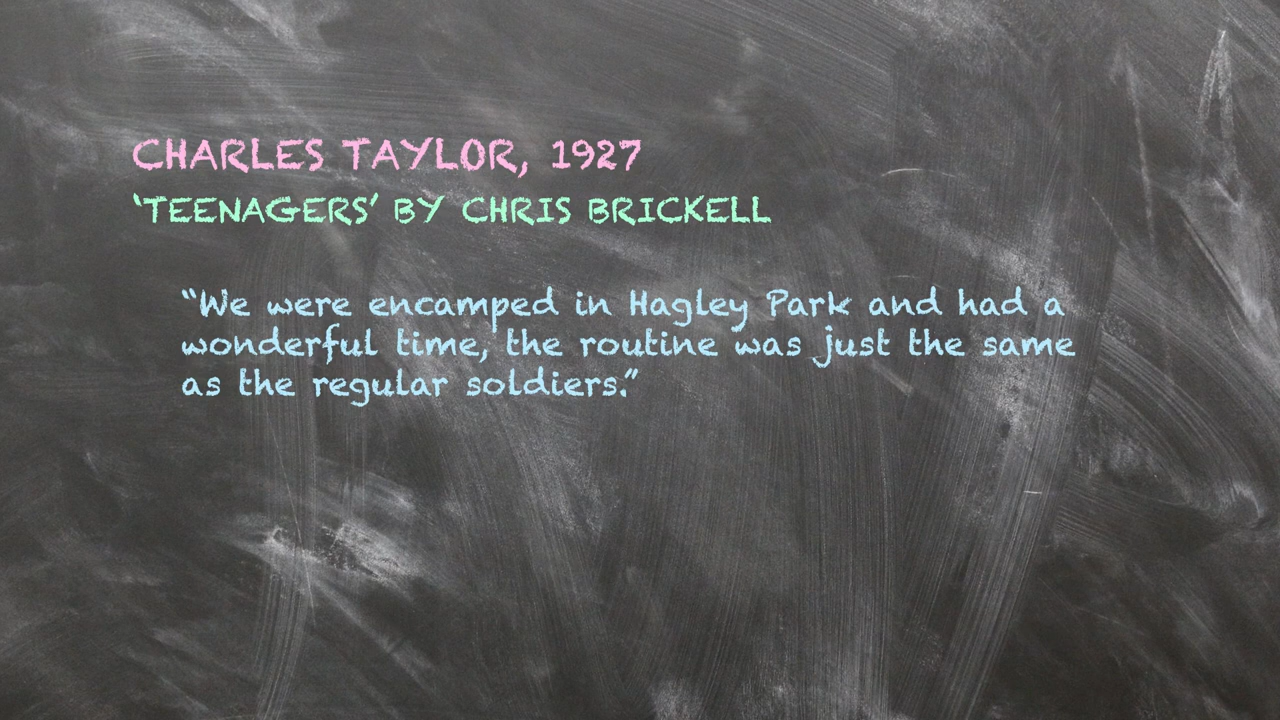 CHARLES TAYLOR, 1927
‘TEENAGERS’ BY CHRIS BRICKELL
“We were encamped in Hagley Park and had a
wonderful time, the routine was just the same
as the regular soldiers.”